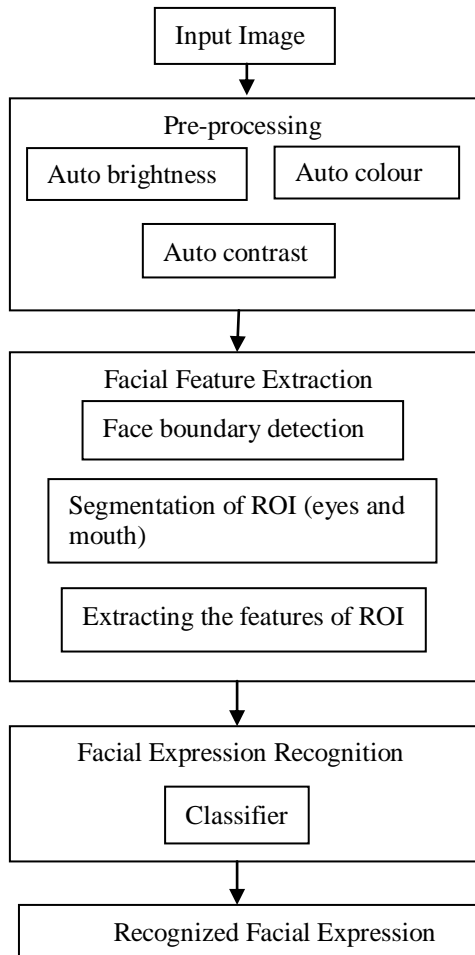 Input Image
Pre-processing
Auto brightness
Auto colour
Auto contrast
Facial Feature Extraction
Face boundary detection
Segmentation of ROI (eyes and
mouth)
Extracting the features of ROI
Facial Expression Recognition
Classifier
Recognized Facial Expression